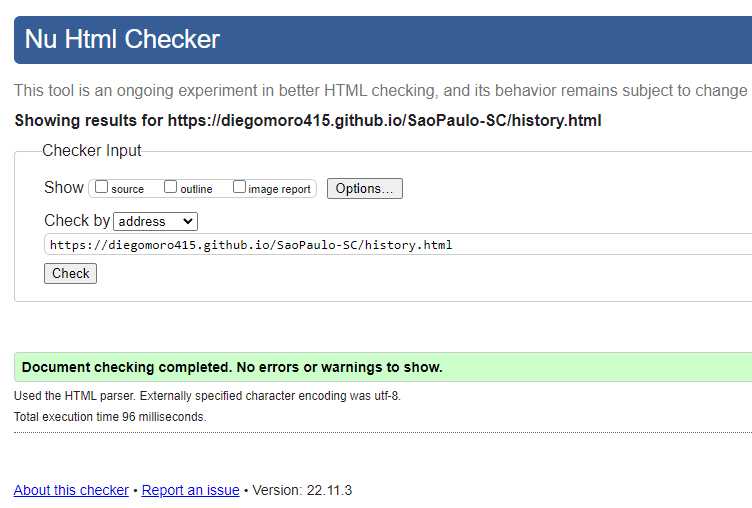 Nu Html Checker
This tool is an ongoing experiment in better HTML checking, and its behavior remains subject to change
Showing results for https://diegomoro415.github.io/SaoPaulo-SC/history.html
Checker Input
Show source outline image report Options...
Check by address
https://diegomoro415.github.io/SaoPaulo-SC/history.html
Check
Document checking completed. No errors or warnings to show.
Used the HTML parser. Externally specified character encoding was utf-8.
Total execution time 96 milliseconds.
About this checker • Report an issue • Version: 22.11.3